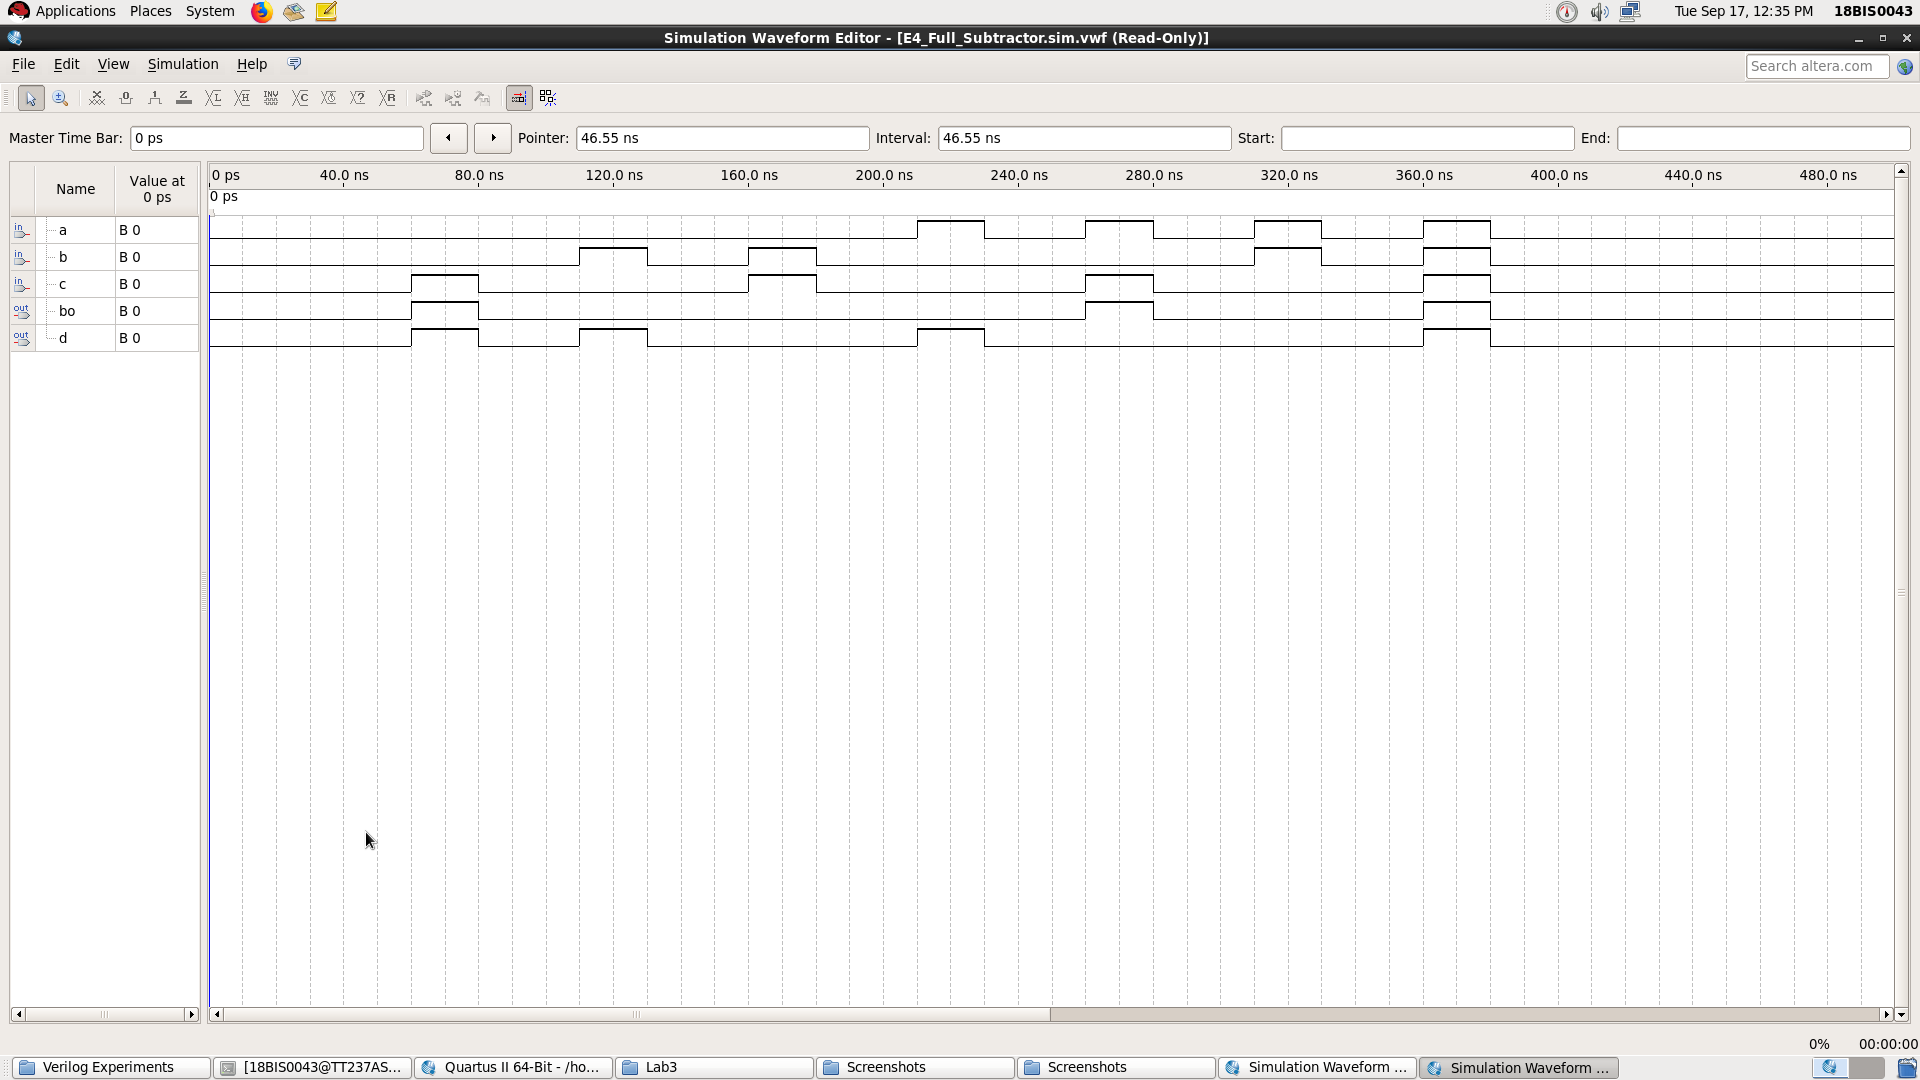 Applications Places System Tue Sep 17, 12:35 PM 18BIS0043
Simulation Waveform Editor - [E4_Full_Subtractor.sim.vwf (Read-Only)]
File Edit View Simulation Help Search altera.com
Master Time Bar: 0 ps Pointer: 46.55 ns Interval: 46.55 ns Start: End:
Name Value at 0 ps
0 ps 40.0 ns 80.0 ns 120.0 ns 160.0 ns 200.0 ns 240.0 ns 280.0 ns 320.0 ns 360.0 ns 400.0 ns 440.0 ns 480.0 ns
0 ps
in a B 0
in b B 0
in c B 0
out bo B 0
out d B 0
0% 00:00:00
Verilog Experiments [18BIS0043@TT237AS... Quartus II 64-Bit - /ho... Lab3 Screenshots Screenshots Simulation Waveform ... Simulation Waveform ...